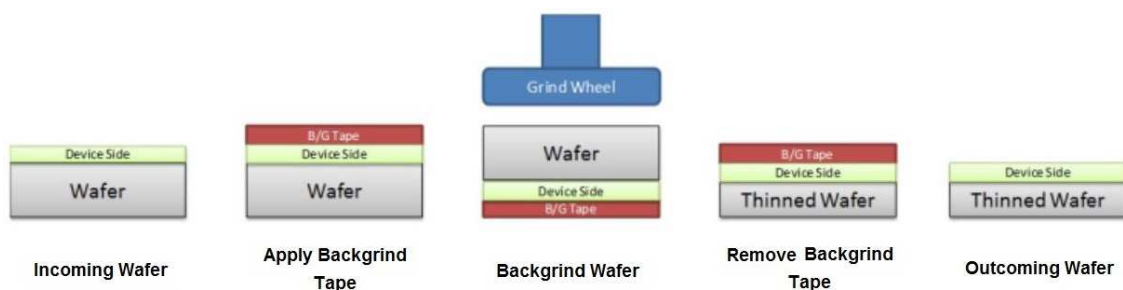 Grind Wheel
B/G Tape
Device Side
Wafer
Device Side
Wafer
Wafer
Device Side
B/G Tape
B/G Tape
Device Side
Thinned Wafer
Device Side
Thinned Wafer
Incoming Wafer
Apply Backgrind
Tape
Backgrind Wafer
Remove Backgrind
Tape
Outcoming Wafer